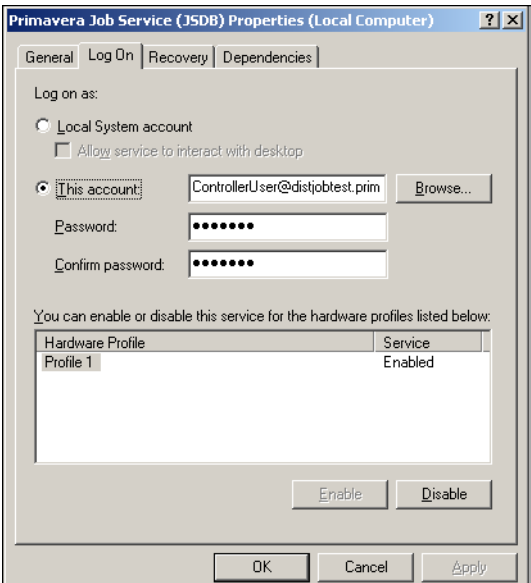 Primavera Job Service (JSDB) Properties (Local Computer)
General Log On Recovery Dependencies
Log on as:
Local System account
Allow service to interact with desktop
This account: ControllerUser@distjobtest.prim Browse...
Password: •••••••
Confirm password: •••••••
You can enable or disable this service for the hardware profiles listed below:
Hardware Profile Service
Profile 1 Enabled
Enable Disable
OK Cancel Apply